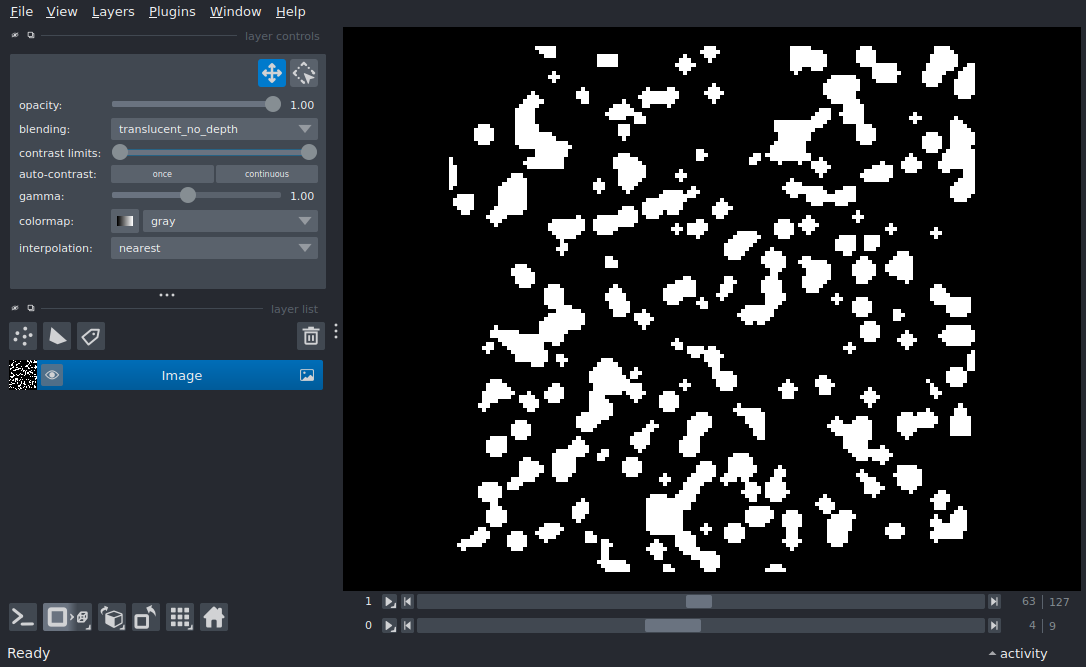 File View Layers Plugins Window Help
layer controls
opacity: 1.00
blending: translucent_no_depth
contrast limits:
auto-contrast: once continuous
gamma: 1.00
colormap: gray
interpolation: nearest
layer list
Image
1 63 127
0 4 9
Ready activity